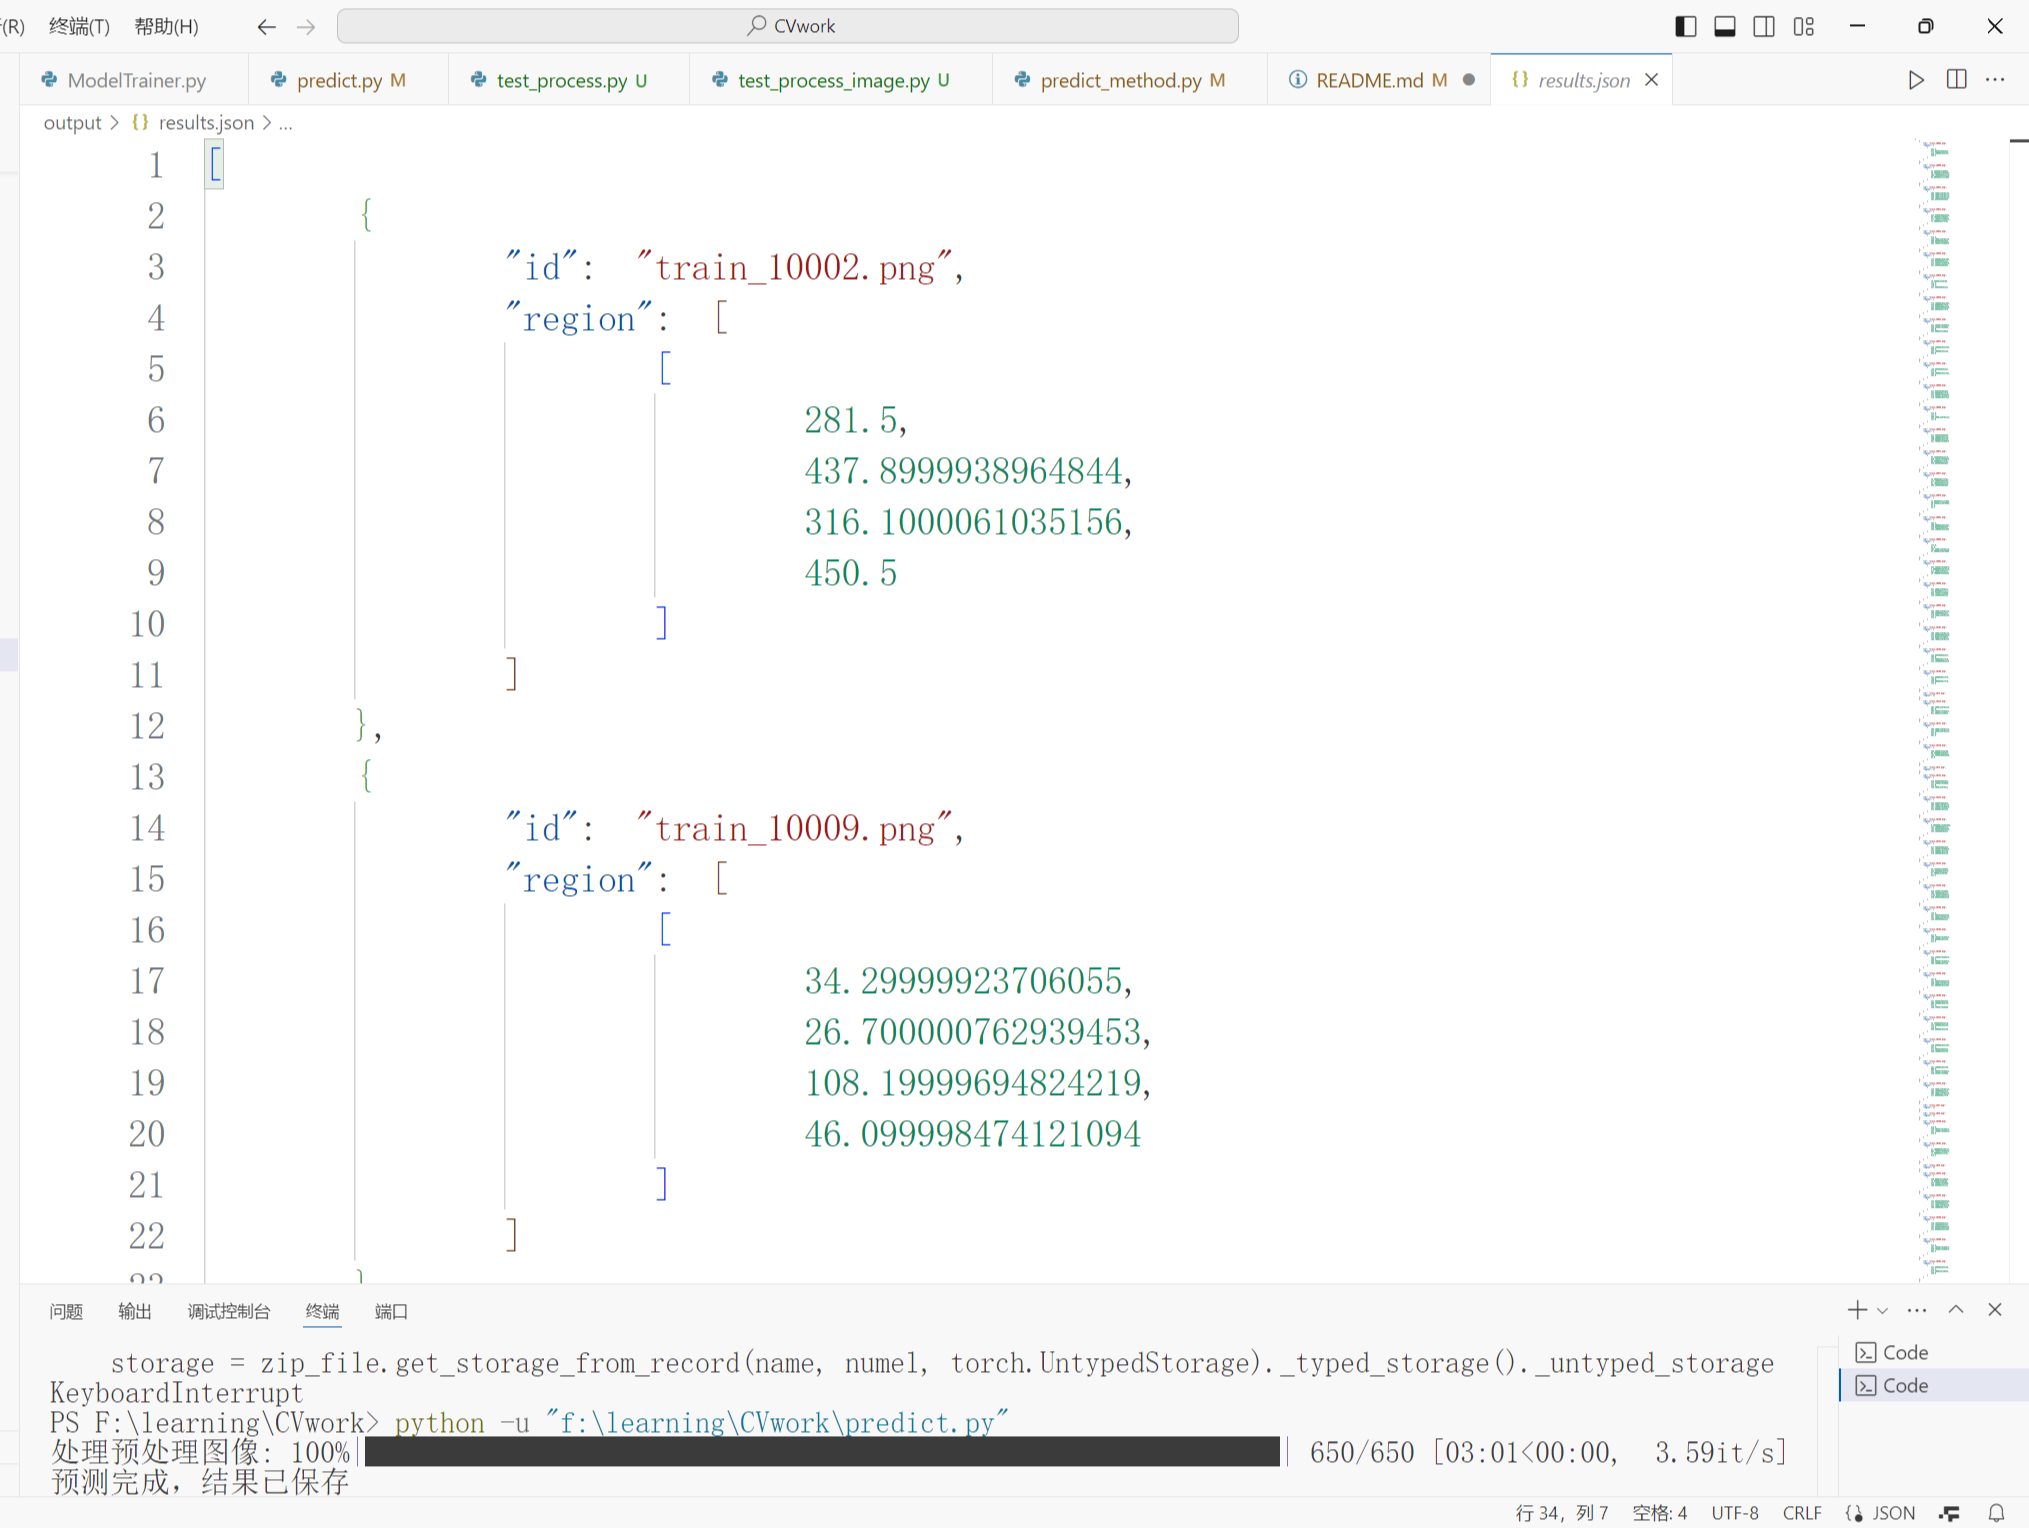 (R) 终端(T) 帮助(H) CVwork
ModelTrainer.py predict.py M test_process.py U test_process_image.py U predict_method.py M README.md M results.json
output > {} results.json > ...
1 [
2 {
3 "id": "train_10002.png",
4 "region": [
5 [
6 281.5,
7 437.8999938964844,
8 316.1000061035156,
9 450.5
10 ]
11 ]
12 },
13 {
14 "id": "train_10009.png",
15 "region": [
16 [
17 34.29999923706055,
18 26.700000762939453,
19 108.19999694824219,
20 46.099998474121094
21 ]
22 ]
问题 输出 调试控制台 终端 端口
storage = zip_file.get_storage_from_record(name, numel, torch.UntypedStorage)._typed_storage()._untyped_storage
KeyboardInterrupt
PS F:\learning\CVwork> python -u "f:\learning\CVwork\predict.py"
处理预处理图像: 100%| | 650/650 [03:01<00:00, 3.59it/s]
预测完成，结果已保存
Code
Code
行 34，列 7 空格: 4 UTF-8 CRLF JSON